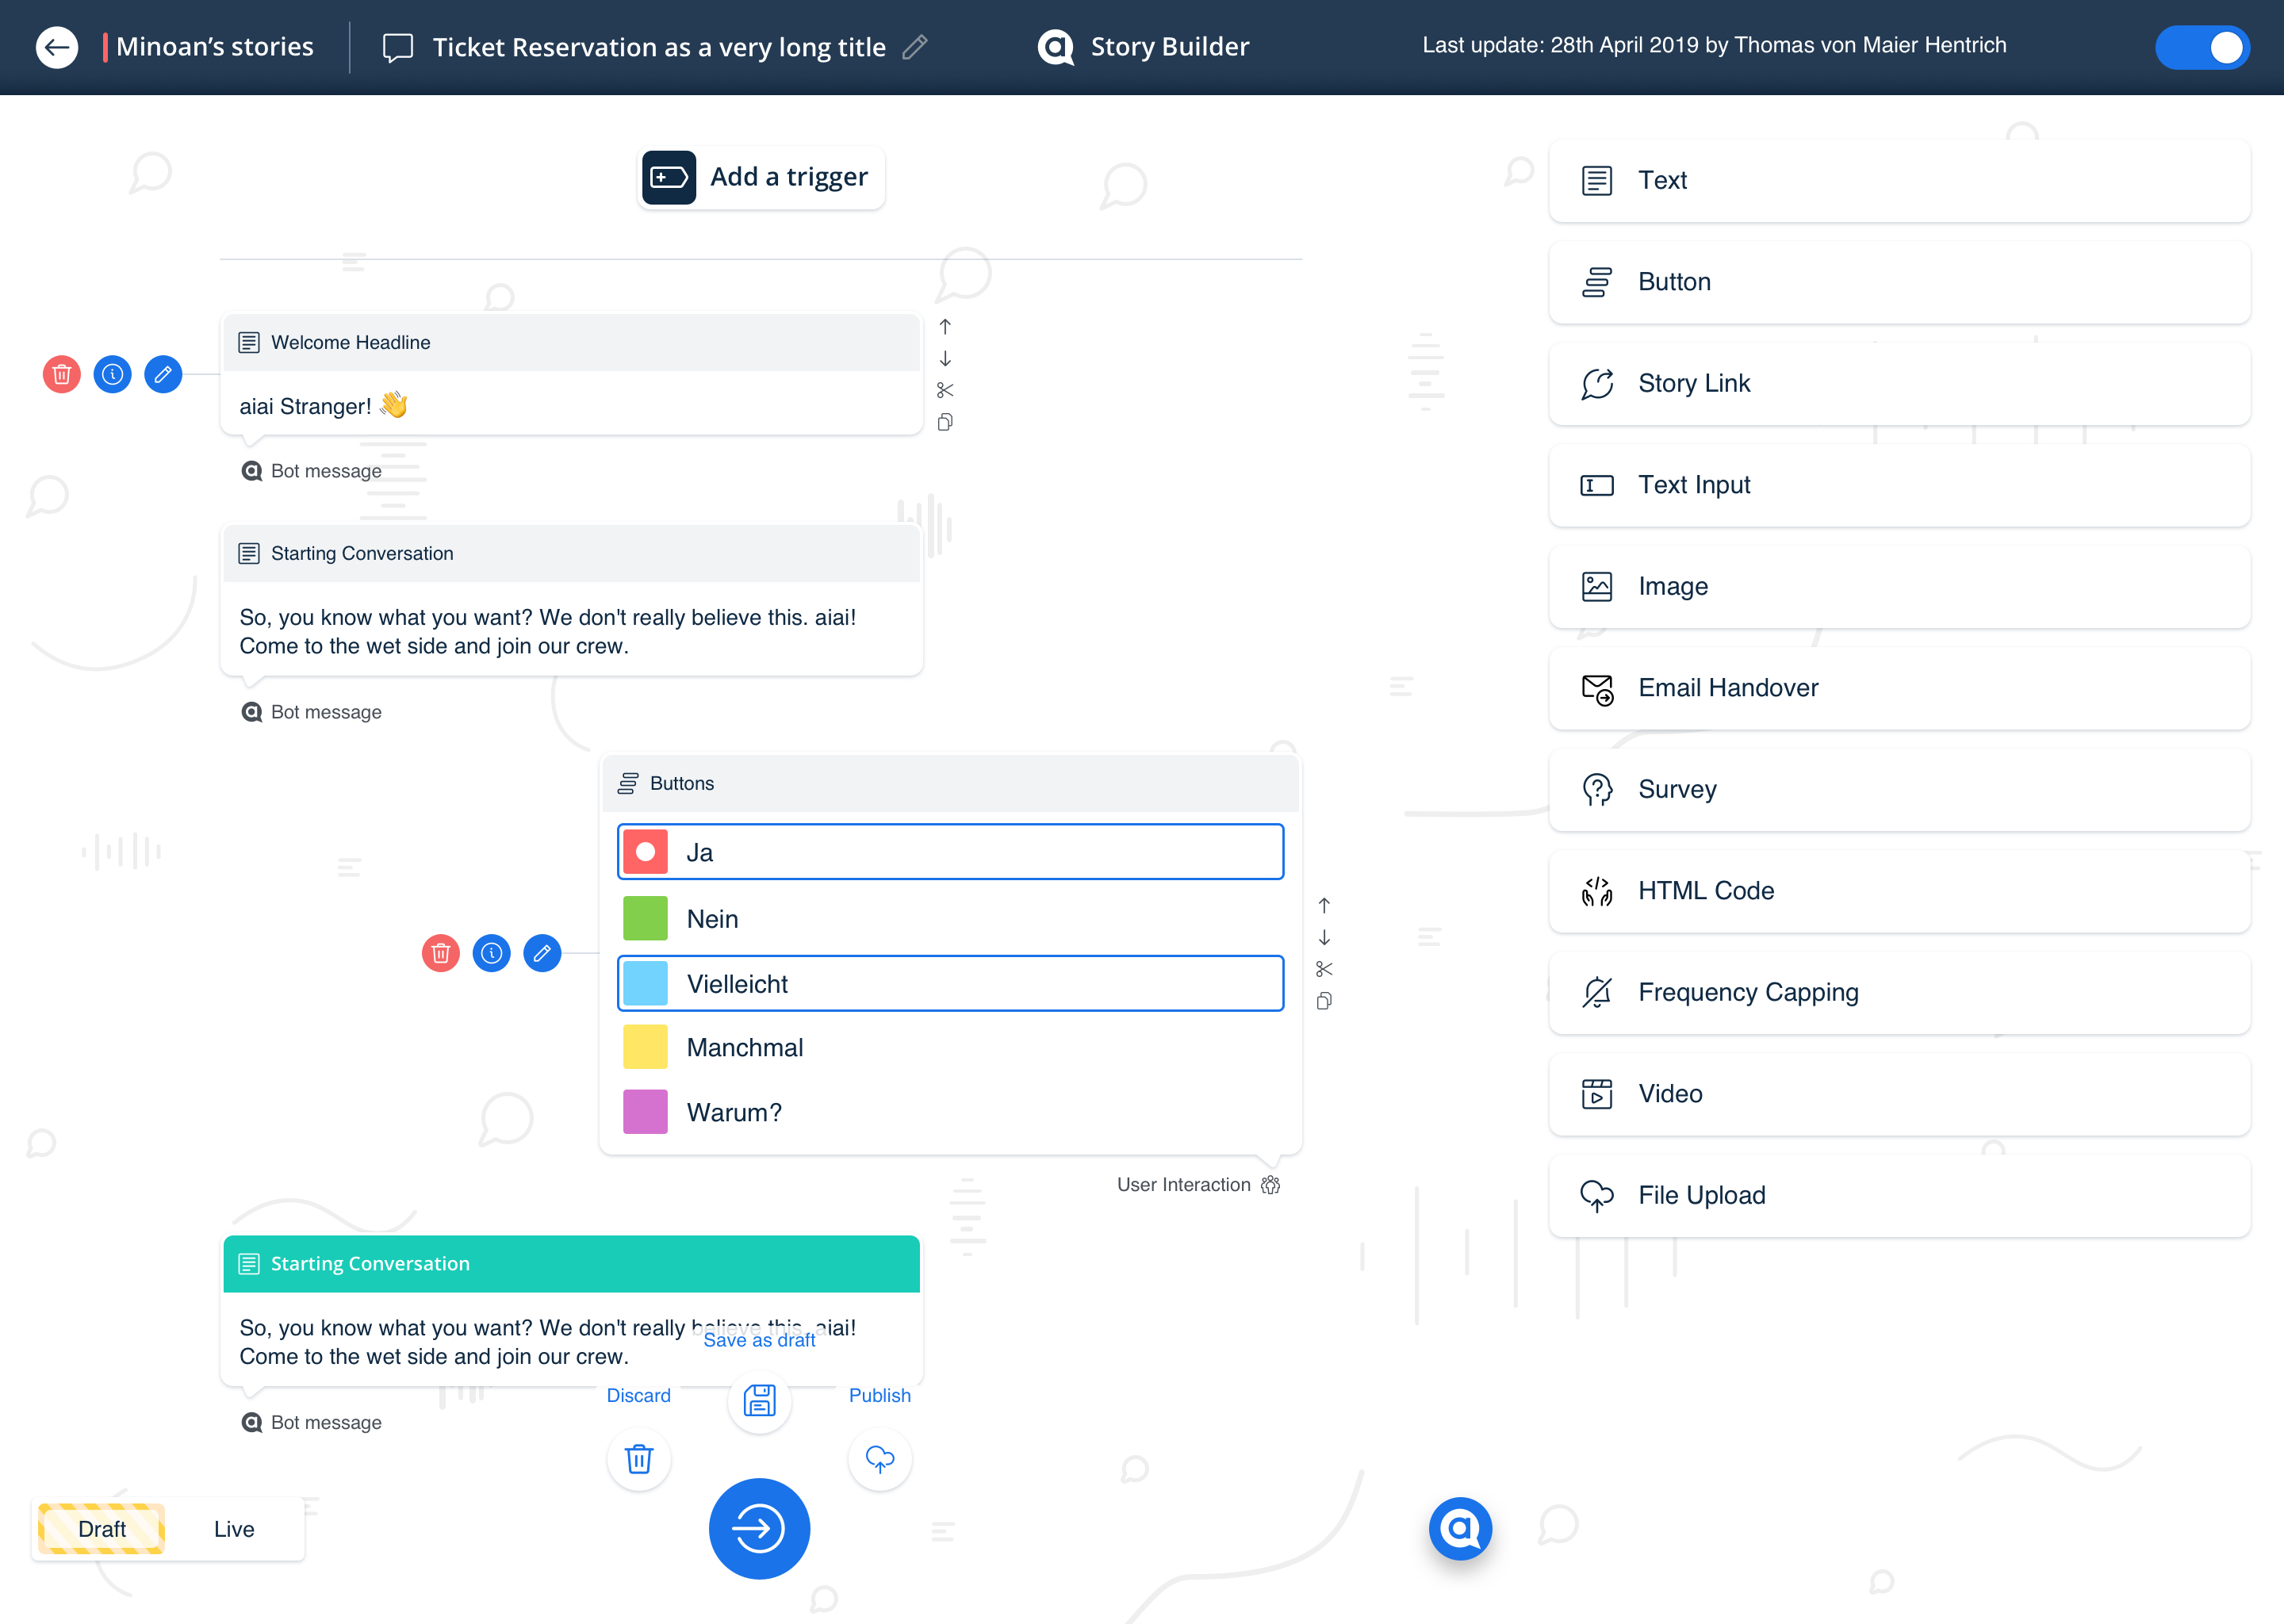 Minoan’s stories
Ticket Reservation as a very long title
Story Builder
Last update: 28th April 2019 by Thomas von Maier Hentrich
Add a trigger
Welcome Headline
aiai Stranger! 👋
Bot message
Starting Conversation
So, you know what you want? We don't really believe this. aiai!
Come to the wet side and join our crew.
Bot message
Buttons
Ja
Nein
Vielleicht
Manchmal
Warum?
User Interaction
Starting Conversation
So, you know what you want? We don't really believe this. aiai!
Come to the wet side and join our crew.
Bot message
Save as draft
Discard
Publish
Draft
Live
Text
Button
Story Link
Text Input
Image
Email Handover
Survey
HTML Code
Frequency Capping
Video
File Upload